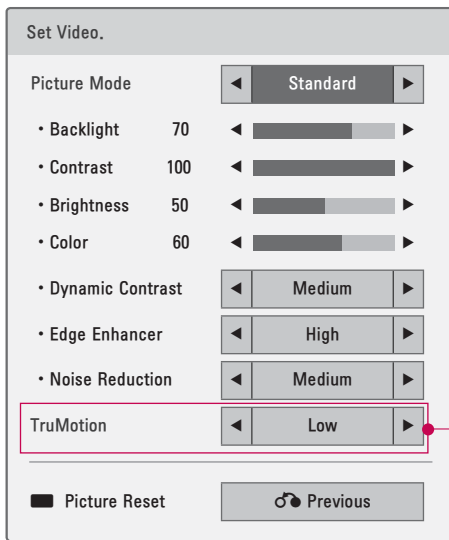 Set Video.
Picture Mode ◀ Standard ▶
• Backlight 70 ◀ ▶
• Contrast 100 ◀ ▶
• Brightness 50 ◀ ▶
• Color 60 ◀ ▶
• Dynamic Contrast ◀ Medium ▶
• Edge Enhancer ◀ High ▶
• Noise Reduction ◀ Medium ▶
TruMotion ◀ Low ▶
Picture Reset Previous